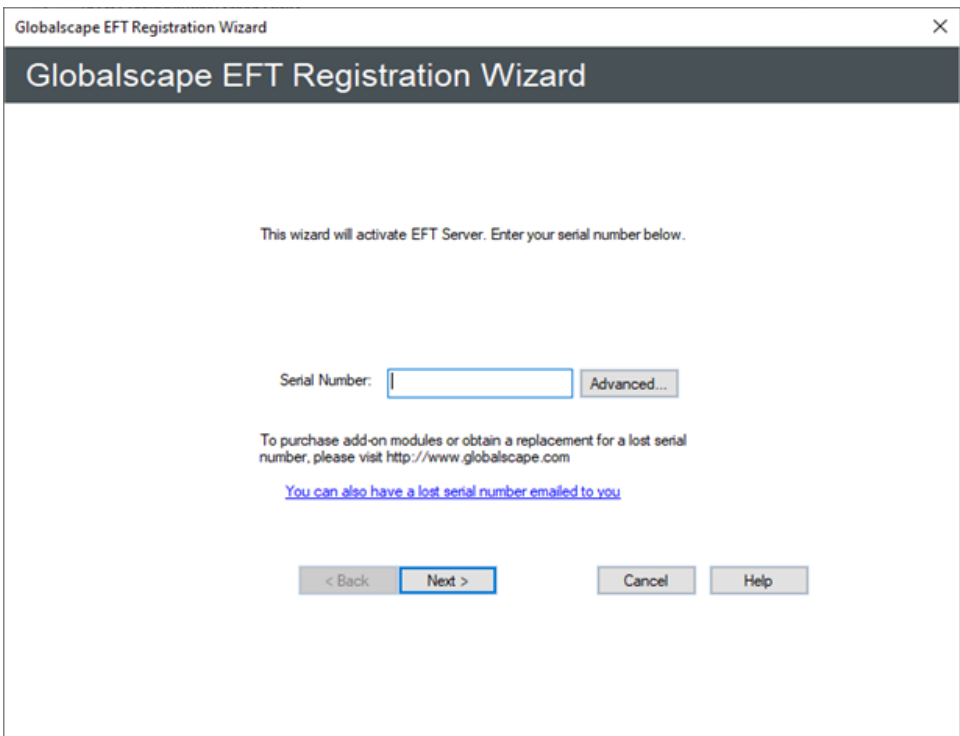 Globalscape EFT Registration Wizard
Globalscape EFT Registration Wizard
This wizard will activate EFT Server. Enter your serial number below.
Serial Number:
Advanced...
To purchase add-on modules or obtain a replacement for a lost serial
number, please visit http://www.globalscape.com
You can also have a lost serial number emailed to you
< Back
Next >
Cancel
Help